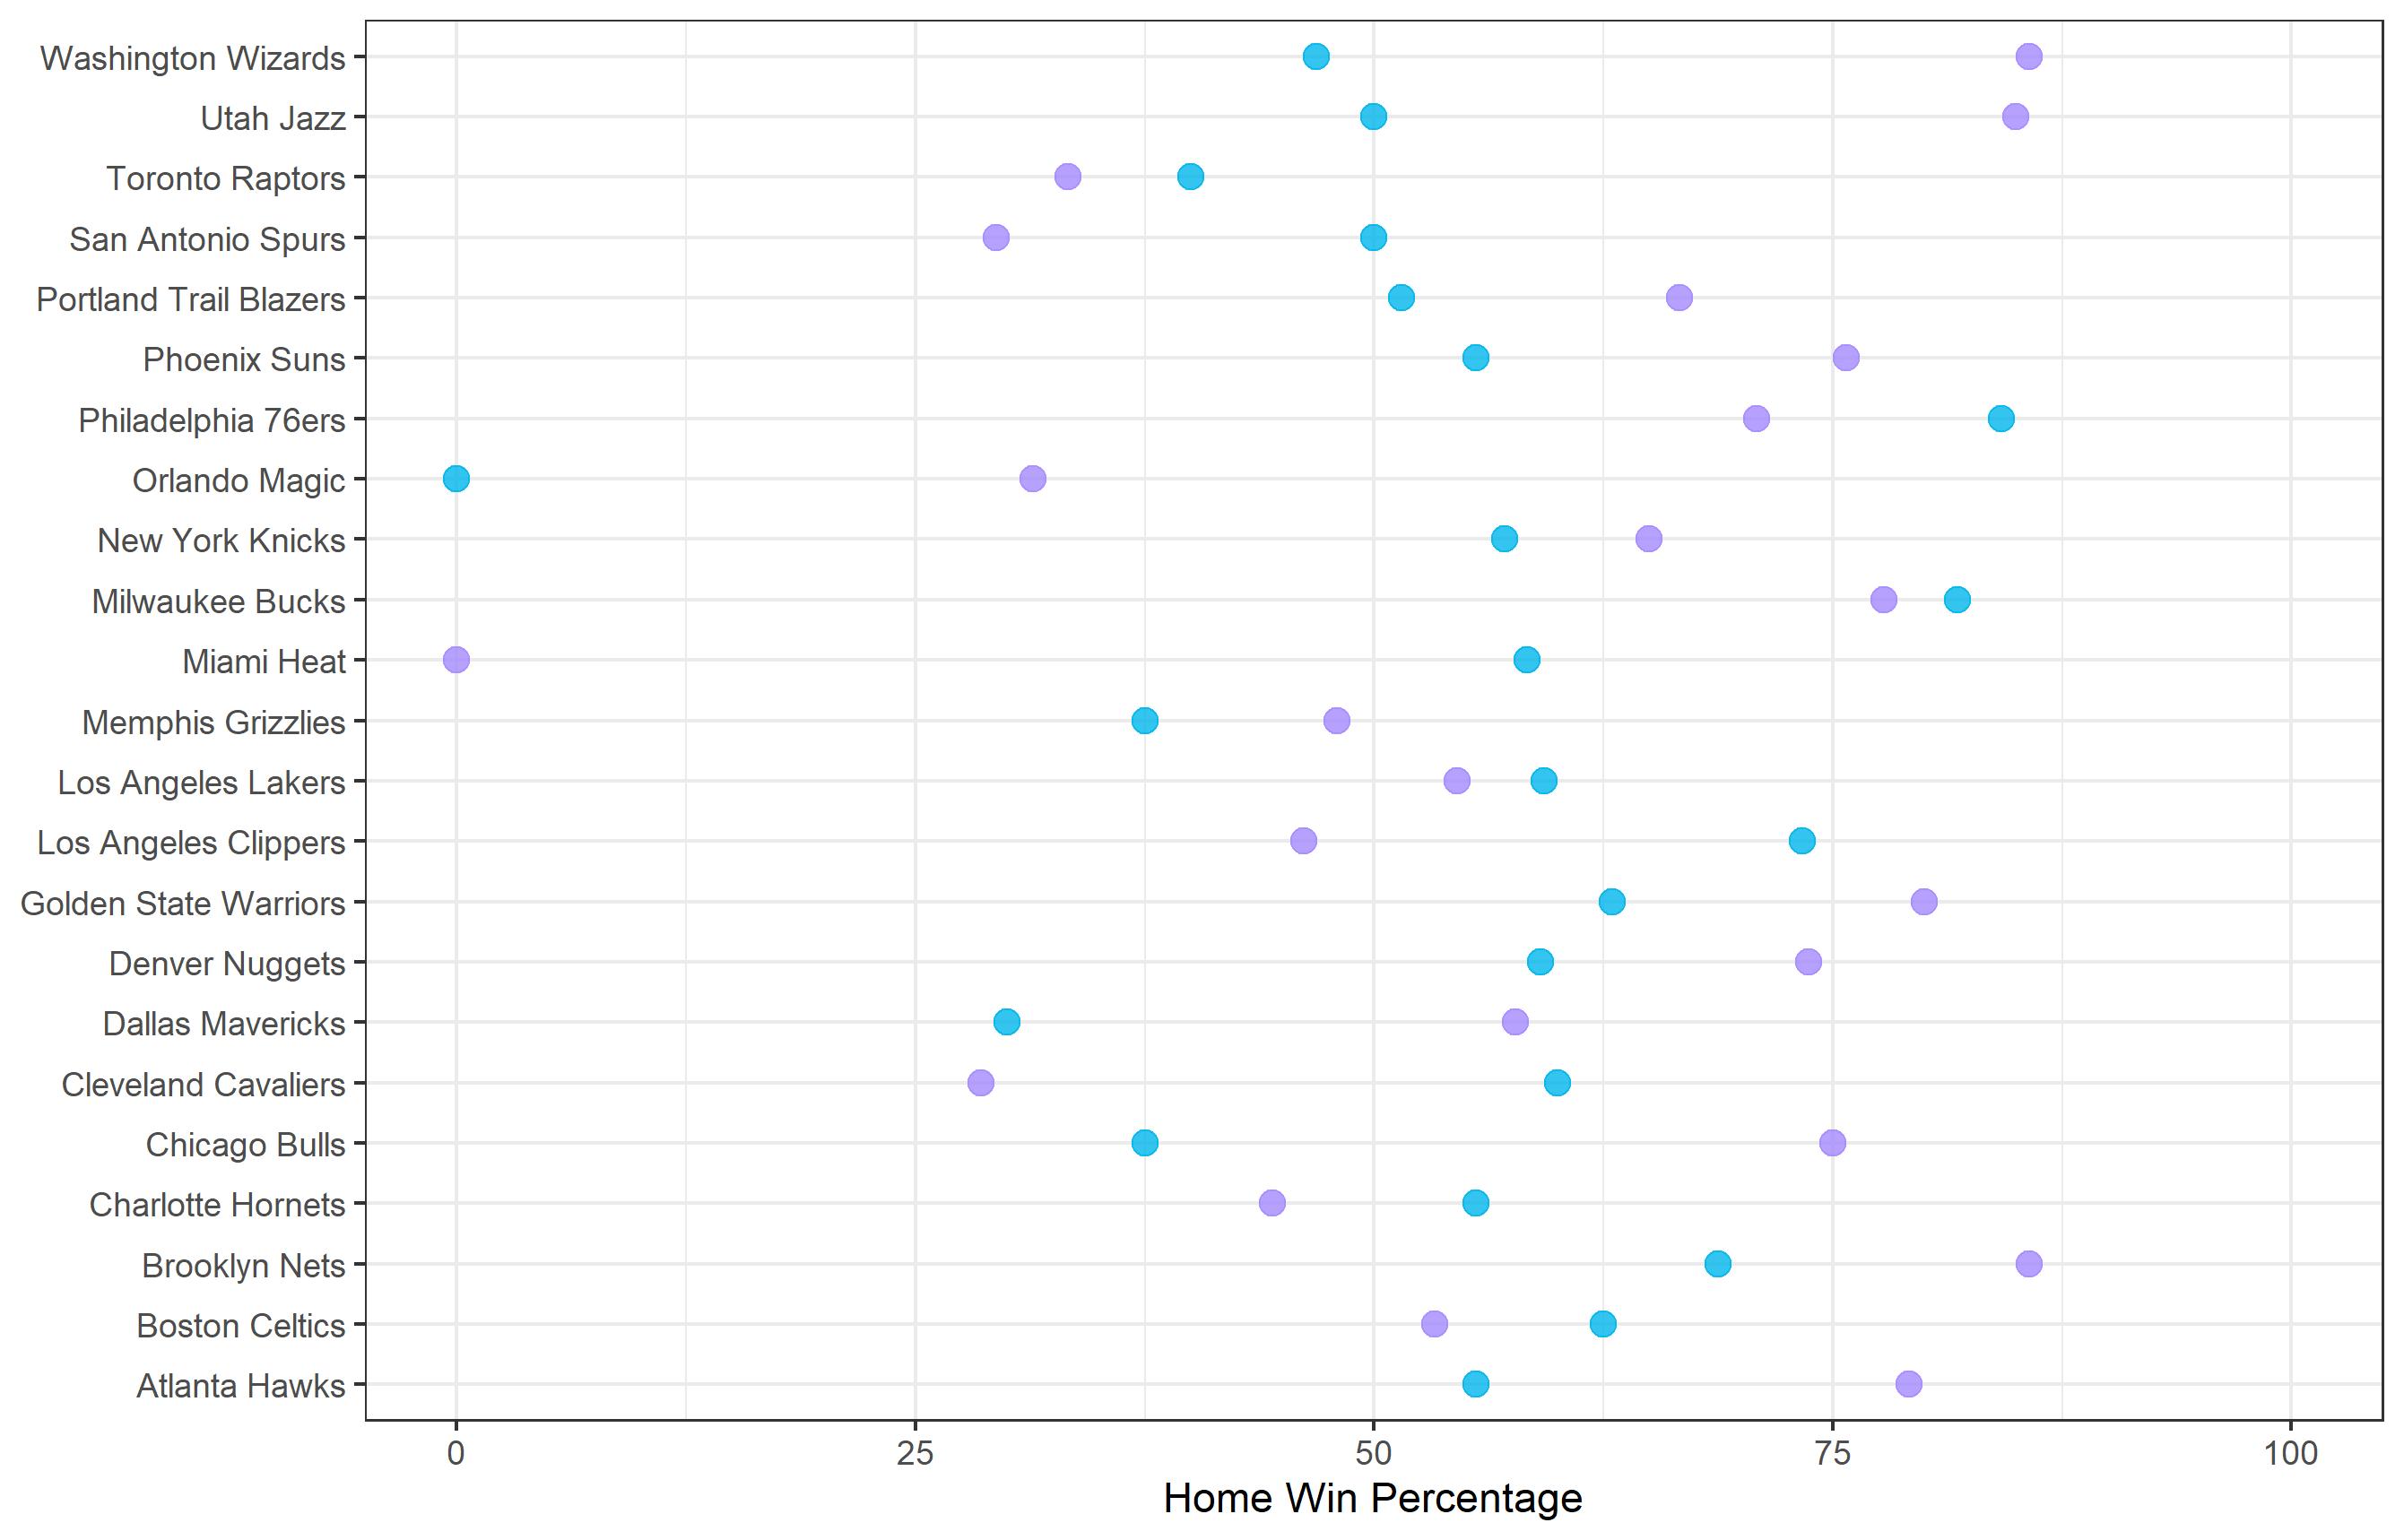 Washington Wizards
Utah Jazz
Toronto Raptors
San Antonio Spurs
Portland Trail Blazers
Phoenix Suns
Philadelphia 76ers
Orlando Magic
New York Knicks
Milwaukee Bucks
Miami Heat
Memphis Grizzlies
Los Angeles Lakers
Los Angeles Clippers
Golden State Warriors
Denver Nuggets
Dallas Mavericks
Cleveland Cavaliers
Chicago Bulls
Charlotte Hornets
Brooklyn Nets
Boston Celtics
Atlanta Hawks
0 25 50 75 100
Home Win Percentage